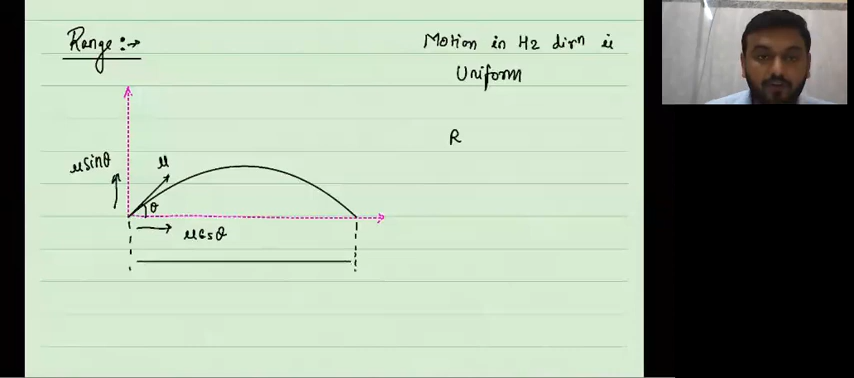 Range :→
Motion in Hz dirn is
Uniform
R
usinθ
u
θ
ucosθ